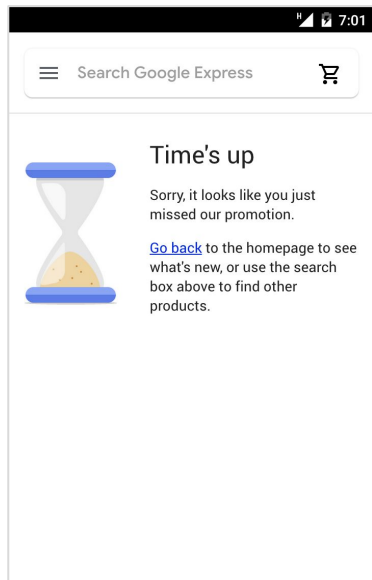 H 7:01
Search Google Express
Time's up
Sorry, it looks like you just
missed our promotion.
Go back to the homepage to see
what's new, or use the search
box above to find other
products.